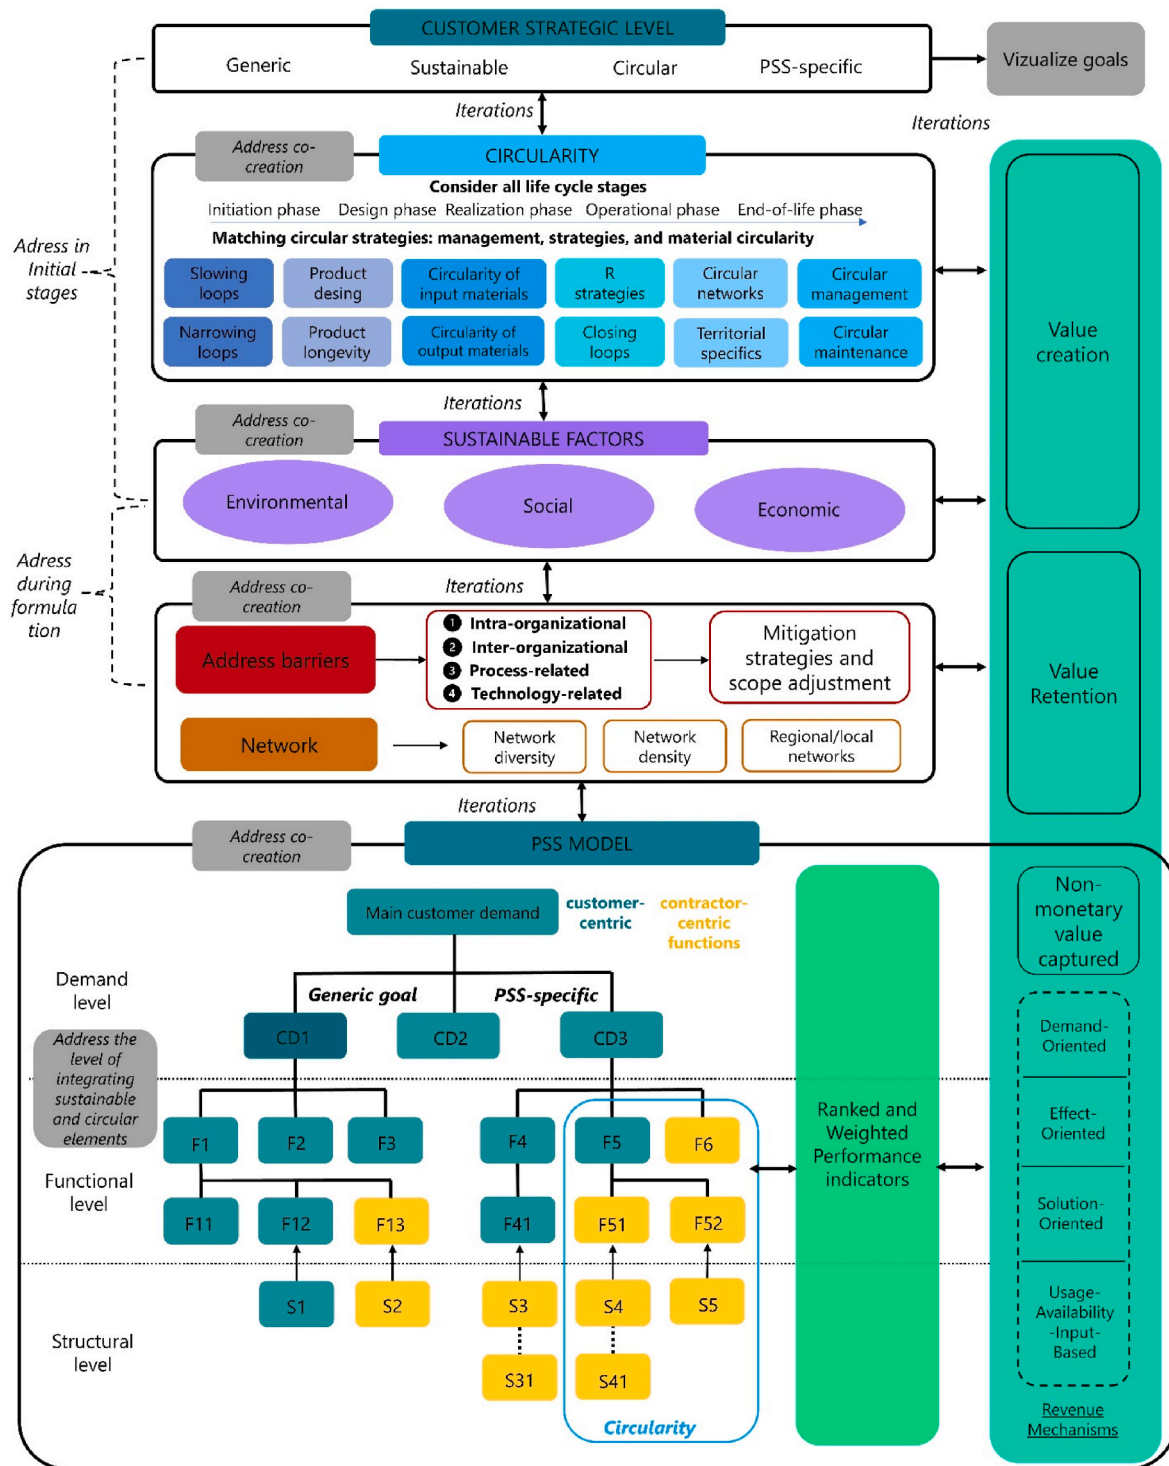 CUSTOMER STRATEGIC LEVEL
Generic
Sustainable
Circular
PSS-specific
Vizualize goals
Iterations
Iterations
Address co-
creation
CIRCULARITY
Consider all life cycle stages
Initiation phase
Design phase
Realization phase
Operational phase
End-of-life phase
Matching circular strategies: management, strategies, and material circularity
Slowing
loops
Product
desing
Circularity of
input materials
R
strategies
Circular
networks
Circular
management
Narrowing
loops
Product
longevity
Circularity of
output materials
Closing
loops
Territorial
specifics
Circular
maintenance
Adress in
Initial
stages
Value
creation
Iterations
Address co-
creation
SUSTAINABLE FACTORS
Environmental
Social
Economic
Adress
during
formula
tion
Iterations
Address co-
creation
Address barriers
1 Intra-organizational
2 Inter-organizational
3 Process-related
4 Technology-related
Mitigation
strategies and
scope adjustment
Value
Retention
Network
Network
diversity
Network
density
Regional/local
networks
Iterations
Address co-
creation
PSS MODEL
Main customer demand
customer-
centric
contractor-
centric
functions
Non-
monetary
value
captured
Demand
level
Generic goal
PSS-specific
CD1
CD2
CD3
Demand-
Oriented
Address the
level of
integrating
sustainable
and circular
elements
F1
F2
F3
F4
F5
F6
Ranked and
Weighted
Performance
indicators
Effect-
Oriented
Functional
level
F11
F12
F13
F41
F51
F52
Solution-
Oriented
S1
S2
S3
S4
S5
Structural
level
S31
S41
Usage-
Availability
-Input-
Based
Circularity
Revenue
Mechanisms